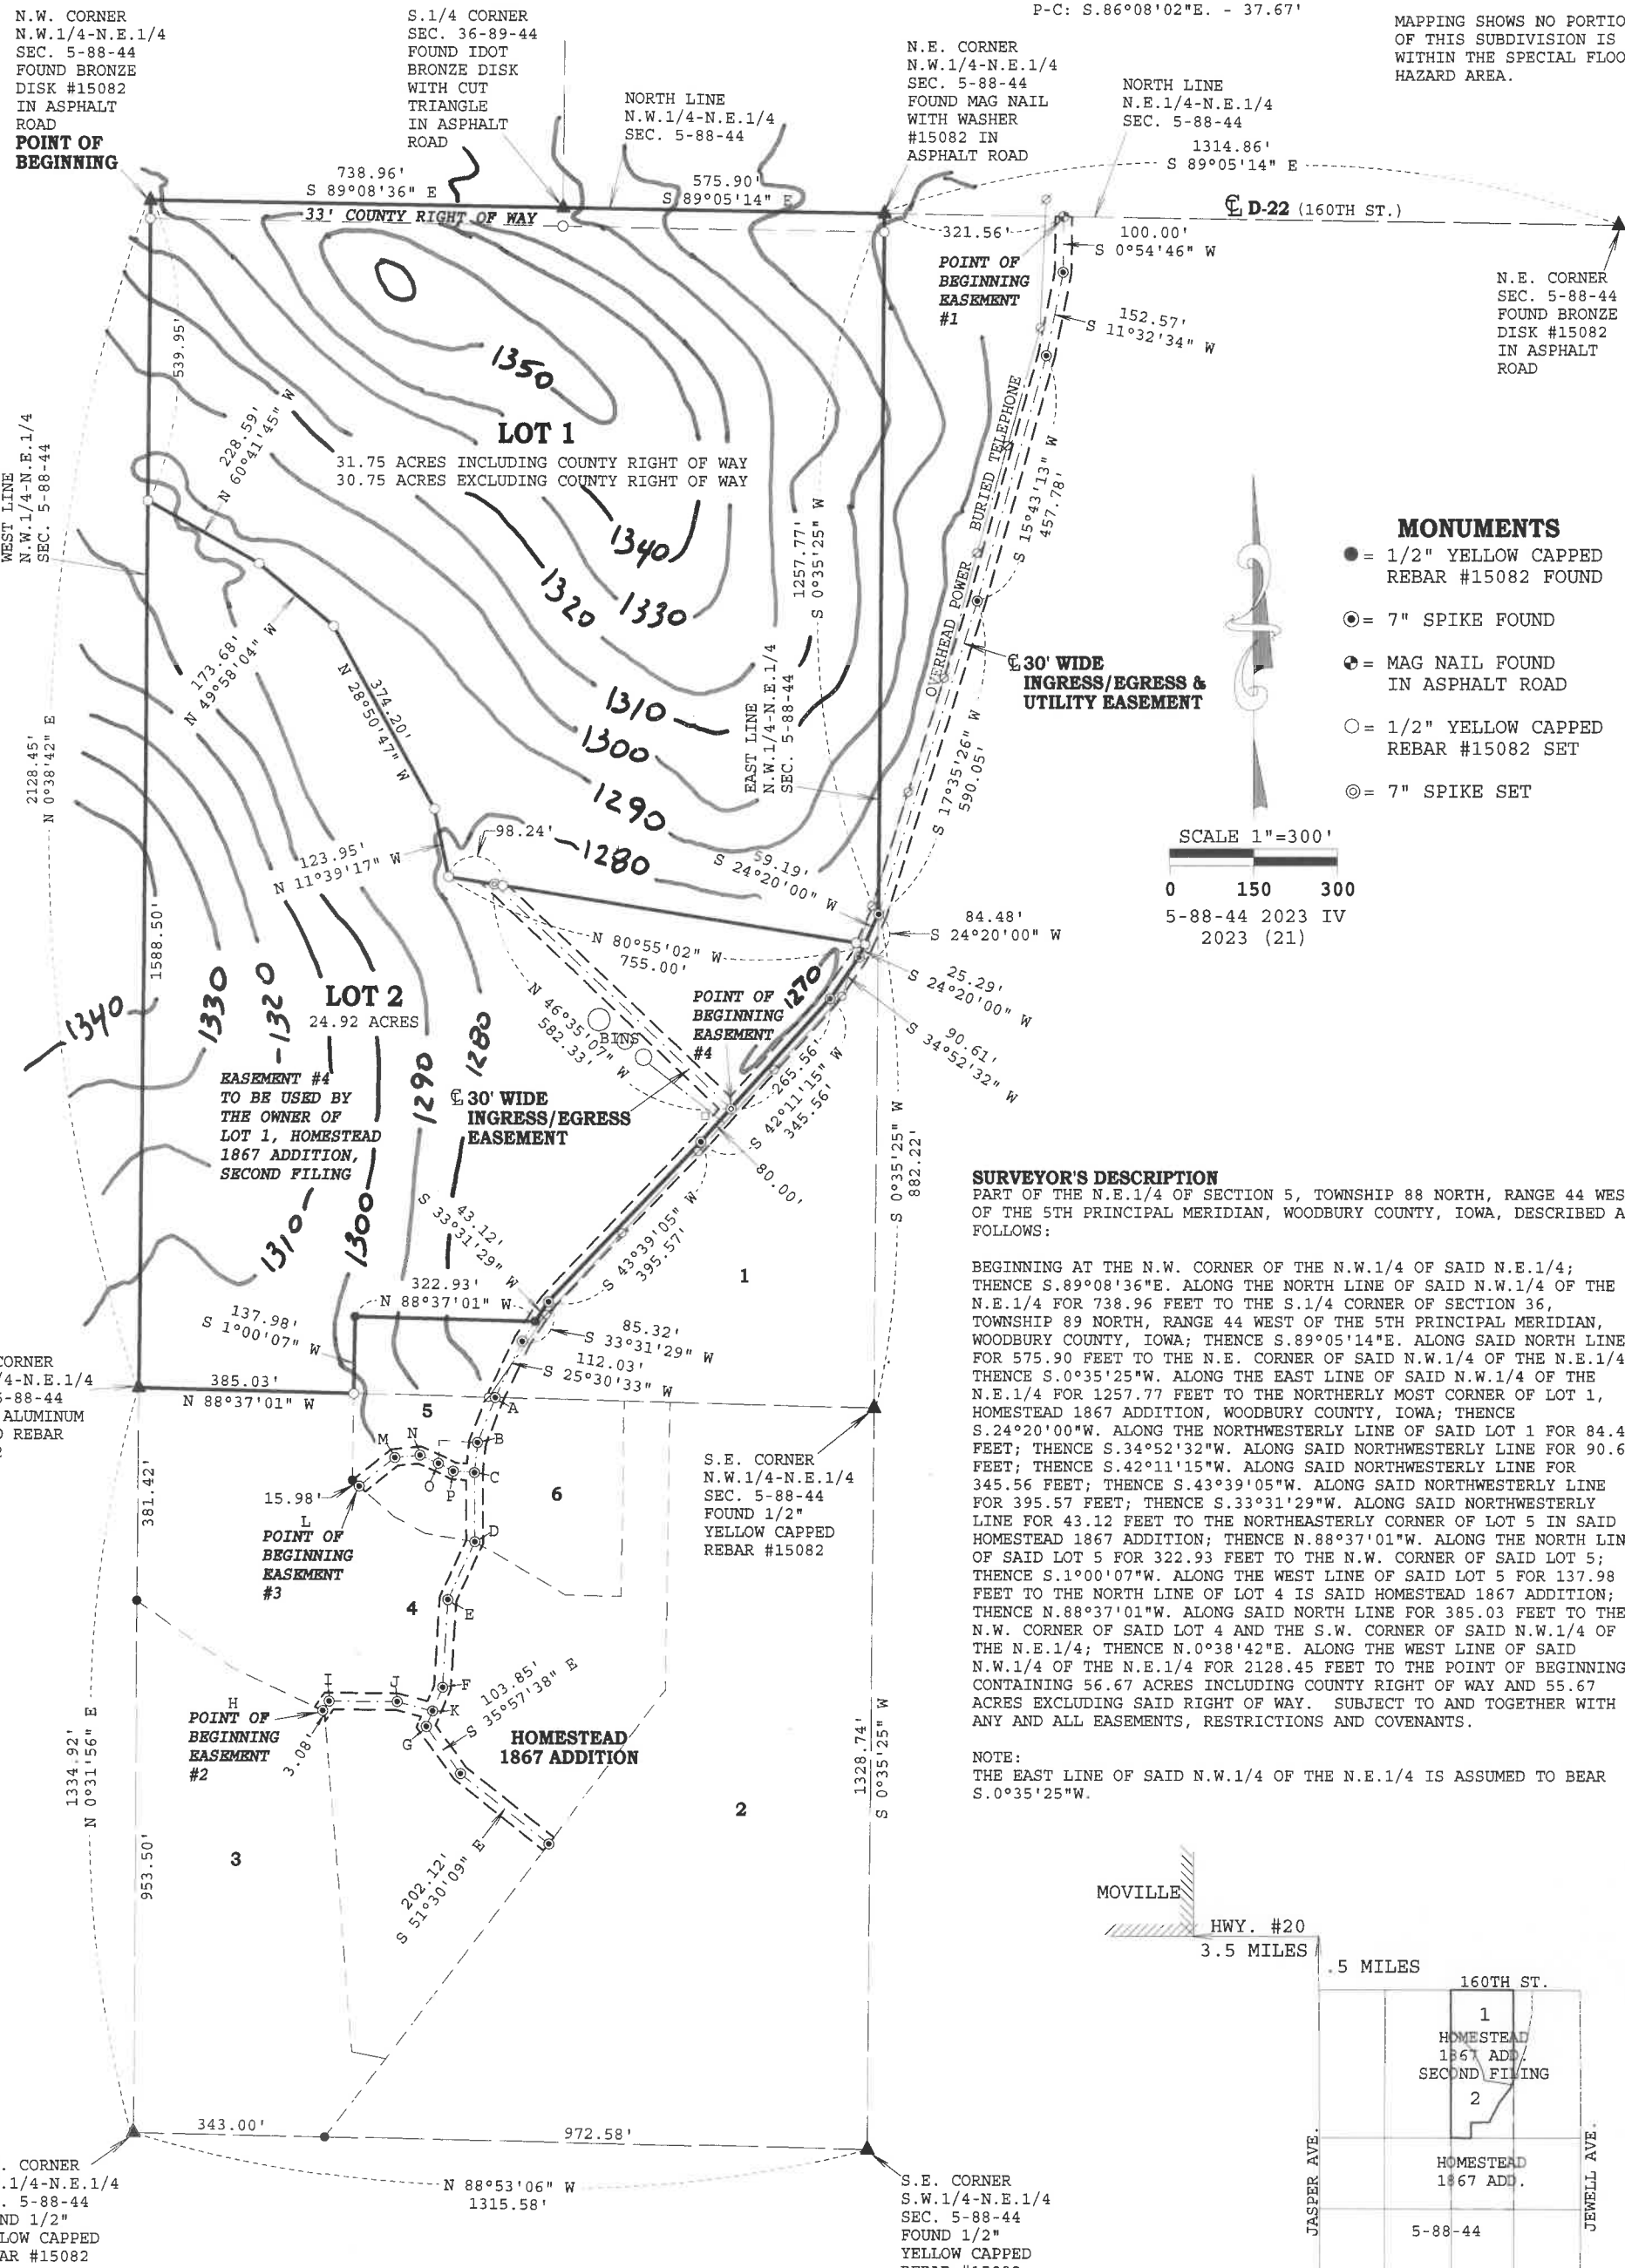 P-C: S.86°08'02"E. - 37.67'
MAPPING SHOWS NO PORTIO
OF THIS SUBDIVISION IS
WITHIN THE SPECIAL FLOO
HAZARD AREA.
N.W. CORNER
N.W.1/4-N.E.1/4
SEC. 5-88-44
FOUND BRONZE
DISK #15082
IN ASPHALT
ROAD
POINT OF
BEGINNING
S.1/4 CORNER
SEC. 36-89-44
FOUND IDOT
BRONZE DISK
WITH CUT
TRIANGLE
IN ASPHALT
ROAD
NORTH LINE
N.W.1/4-N.E.1/4
SEC. 5-88-44
N.E. CORNER
N.W.1/4-N.E.1/4
SEC. 5-88-44
FOUND MAG NAIL
WITH WASHER
#15082 IN
ASPHALT ROAD
NORTH LINE
N.E.1/4-N.E.1/4
SEC. 5-88-44
1314.86'
S 89°05'14" E
738.96'
S 89°08'36" E
575.90'
S 89°05'14" E
33' COUNTY RIGHT OF WAY
℄ D-22 (160TH ST.)
321.56'
100.00'
S 0°54'46" W
POINT OF
BEGINNING
EASEMENT
#1
152.57'
S 11°32'34" W
N.E. CORNER
SEC. 5-88-44
FOUND BRONZE
DISK #15082
IN ASPHALT
ROAD
539.95'
WEST LINE
N.W.1/4-N.E.1/4
SEC. 5-88-44
228.59'
N 60°41'45" W
1350
LOT 1
31.75 ACRES INCLUDING COUNTY RIGHT OF WAY
30.75 ACRES EXCLUDING COUNTY RIGHT OF WAY
1340
1320
1330
1257.77'
S 0°35'25" W
OVERHEAD POWER
BURIED TELEPHONE
S 15°43'13" W
457.78'
MONUMENTS
● = 1/2" YELLOW CAPPED
REBAR #15082 FOUND
= 7" SPIKE FOUND
= MAG NAIL FOUND
IN ASPHALT ROAD
○ = 1/2" YELLOW CAPPED
REBAR #15082 SET
◎ = 7" SPIKE SET
173.68'
N 49°58'04" W
374.20'
N 28°50'47" W
1310
1300
1290
1280
EAST LINE
N.W.1/4-N.E.1/4
SEC. 5-88-44
℄ 30' WIDE
INGRESS/EGRESS &
UTILITY EASEMENT
S 17°35'26" W
590.05'
2128.45'
N 0°38'42" E
SCALE 1"=300'
0 150 300
5-88-44 2023 IV
2023 (21)
123.95'
N 11°39'17" W
98.24'
59.19'
S 24°20'00" W
84.48'
S 24°20'00" W
N 80°55'02" W
755.00'
25.29'
S 24°20'00" W
90.61'
S 34°52'32" W
1588.50'
1340
1330
1320
LOT 2
24.92 ACRES
1290
1280
N 46°35'07" W
582.33'
BINS
POINT OF
BEGINNING
EASEMENT
#4
1270
265.56'
S 42°11'15" W
345.56'
80.00'
EASEMENT #4
TO BE USED BY
THE OWNER OF
LOT 1, HOMESTEAD
1867 ADDITION,
SECOND FILING
℄ 30' WIDE
INGRESS/EGRESS
EASEMENT
S 0°35'25" W
882.22'
1310
1300
43.12'
S 33°31'29" W
S 43°39'05" W
395.57'
1
322.93'
N 88°37'01" W
137.98'
S 1°00'07" W
85.32'
S 33°31'29" W
112.03'
S 25°30'33" W
385.03'
N 88°37'01" W
CORNER
/4-N.E.1/4
-88-44
ALUMINUM
REBAR
SURVEYOR'S DESCRIPTION
PART OF THE N.E.1/4 OF SECTION 5, TOWNSHIP 88 NORTH, RANGE 44 WES
OF THE 5TH PRINCIPAL MERIDIAN, WOODBURY COUNTY, IOWA, DESCRIBED A
FOLLOWS:
BEGINNING AT THE N.W. CORNER OF THE N.W.1/4 OF SAID N.E.1/4;
THENCE S.89°08'36"E. ALONG THE NORTH LINE OF SAID N.W.1/4 OF THE
N.E.1/4 FOR 738.96 FEET TO THE S.1/4 CORNER OF SECTION 36,
TOWNSHIP 89 NORTH, RANGE 44 WEST OF THE 5TH PRINCIPAL MERIDIAN,
WOODBURY COUNTY, IOWA; THENCE S.89°05'14"E. ALONG SAID NORTH LINE
FOR 575.90 FEET TO THE N.E. CORNER OF SAID N.W.1/4 OF THE N.E.1/4
THENCE S.0°35'25"W. ALONG THE EAST LINE OF SAID N.W.1/4 OF THE
N.E.1/4 FOR 1257.77 FEET TO THE NORTHERLY MOST CORNER OF LOT 1,
HOMESTEAD 1867 ADDITION, WOODBURY COUNTY, IOWA; THENCE
S.24°20'00"W. ALONG THE NORTHWESTERLY LINE OF SAID LOT 1 FOR 84.4
FEET; THENCE S.34°52'32"W. ALONG SAID NORTHWESTERLY LINE FOR 90.6
FEET; THENCE S.42°11'15"W. ALONG SAID NORTHWESTERLY LINE FOR
345.56 FEET; THENCE S.43°39'05"W. ALONG SAID NORTHWESTERLY LINE
FOR 395.57 FEET; THENCE S.33°31'29"W. ALONG SAID NORTHWESTERLY
LINE FOR 43.12 FEET TO THE NORTHEASTERLY CORNER OF LOT 5 IN SAID
HOMESTEAD 1867 ADDITION; THENCE N.88°37'01"W. ALONG THE NORTH LIN
OF SAID LOT 5 FOR 322.93 FEET TO THE N.W. CORNER OF SAID LOT 5;
THENCE S.1°00'07"W. ALONG THE WEST LINE OF SAID LOT 5 FOR 137.98
FEET TO THE NORTH LINE OF LOT 4 IS SAID HOMESTEAD 1867 ADDITION;
THENCE N.88°37'01"W. ALONG SAID NORTH LINE FOR 385.03 FEET TO THE
N.W. CORNER OF SAID LOT 4 AND THE S.W. CORNER OF SAID N.W.1/4 OF
THE N.E.1/4; THENCE N.0°38'42"E. ALONG THE WEST LINE OF SAID
N.W.1/4 OF THE N.E.1/4 FOR 2128.45 FEET TO THE POINT OF BEGINNING
CONTAINING 56.67 ACRES INCLUDING COUNTY RIGHT OF WAY AND 55.67
ACRES EXCLUDING SAID RIGHT OF WAY. SUBJECT TO AND TOGETHER WITH
ANY AND ALL EASEMENTS, RESTRICTIONS AND COVENANTS.
NOTE:
THE EAST LINE OF SAID N.W.1/4 OF THE N.E.1/4 IS ASSUMED TO BEAR
S.0°35'25"W.
5
A
B
C
M
N
O
P
6
D
15.98'
L
POINT OF
BEGINNING
EASEMENT
#3
S.E. CORNER
N.W.1/4-N.E.1/4
SEC. 5-88-44
FOUND 1/2"
YELLOW CAPPED
REBAR #15082
381.42'
4
E
F
I
J
K
G
H
POINT OF
BEGINNING
EASEMENT
#2
3.08'
103.85'
S 35°57'38" E
HOMESTEAD
1867 ADDITION
1334.92'
N 0°31'56" E
1328.74'
S 0°35'25" W
2
3
953.50'
202.12'
S 51°30'09" E
343.00'
972.58'
N 88°53'06" W
1315.58'
. CORNER
.1/4-N.E.1/4
. 5-88-44
ND 1/2"
LOW CAPPED
AR #15082
S.E. CORNER
S.W.1/4-N.E.1/4
SEC. 5-88-44
FOUND 1/2"
YELLOW CAPPED
REBAR #15082
MOVILLE
HWY. #20
3.5 MILES
.5 MILES
160TH ST.
1
HOMESTEAD
1867 ADD.
SECOND FILING
2
HOMESTEAD
1867 ADD.
JASPER AVE.
JEWELL AVE.
5-88-44